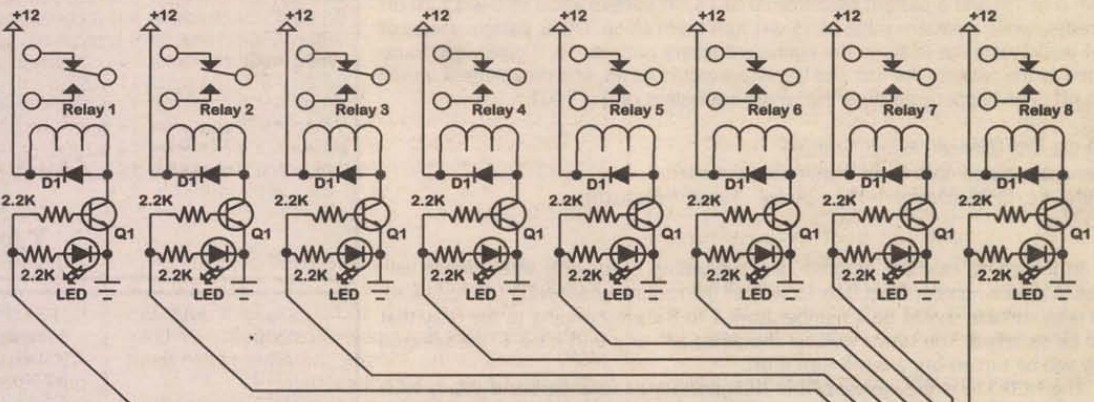 +12 +12 +12 +12 +12 +12 +12 +12
Relay 1 Relay 2 Relay 3 Relay 4 Relay 5 Relay 6 Relay 7 Relay 8
D1 D1 D1 D1 D1 D1 D1 D1
2.2K 2.2K 2.2K 2.2K 2.2K 2.2K 2.2K 2.2K
Q1 Q1 Q1 Q1 Q1 Q1 Q1 Q1
2.2K 2.2K 2.2K 2.2K 2.2K 2.2K 2.2K 2.2K
LED LED LED LED LED LED LED LED